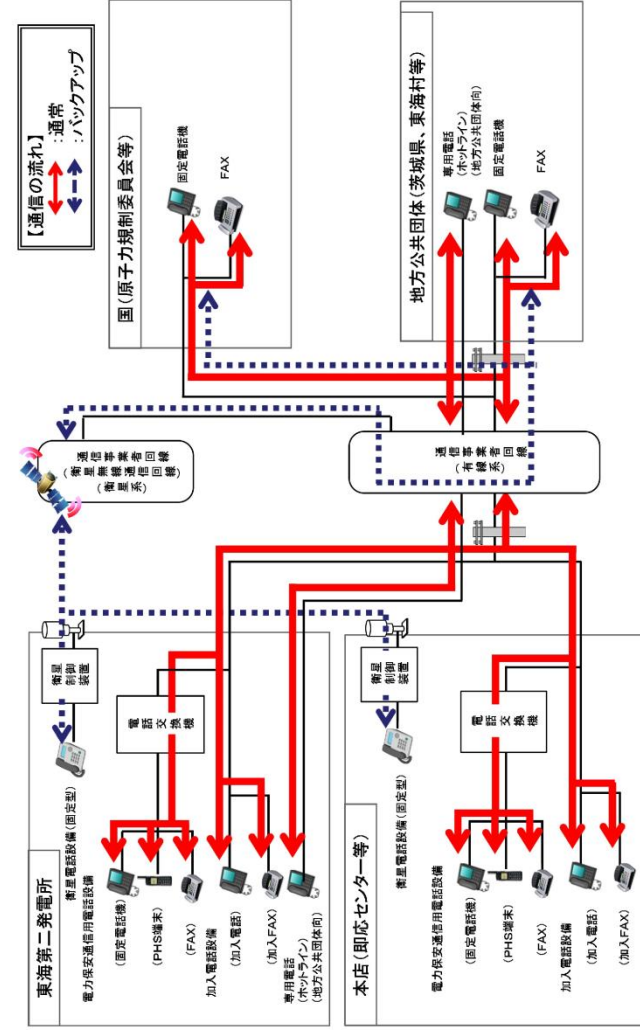 【通信の流れ】
:通常
:バックアップ
国(原子力規制委員会等)
固定電話機
FAX
地方公共団体(茨城県、東海村等)
専用電話
(ホットライン)
(地方公共団体向)
固定電話機
FAX
通信事業者回線
(衛星無線通信回線)
(衛星系)
通信事業者回線
(有線系)
東海第二発電所
衛星電話設備(固定型)
衛星
制御
装置
電力保安通信用電話設備
(固定電話機)
(PHS端末)
(FAX)
電話交換機
加入電話設備
(加入電話)
(加入FAX)
専用電話
(ホットライン)
(地方公共団体向)
本店(即応センター等)
衛星電話設備(固定型)
衛星
制御
装置
電力保安通信用電話設備
(固定電話機)
(PHS端末)
(FAX)
電話交換機
加入電話設備
(加入電話)
(加入FAX)